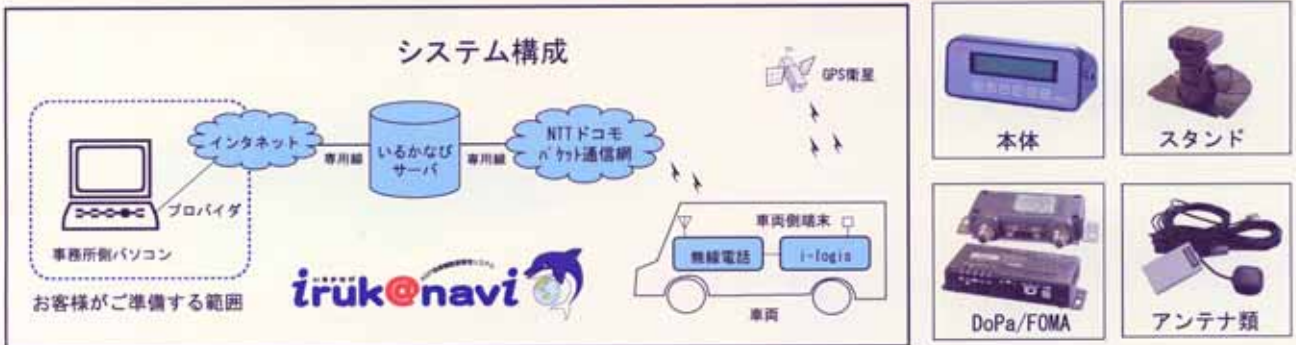 システム構成
GPS衛星
インタネット
専用線
いるかなび
サーバ
専用線
NTTドコモ
パケット通信網
プロバイダ
事務所側パソコン
お客様がご準備する範囲
iruk@navi
車両側端末
無線電話
i-logia
車両
本体
スタンド
DoPa/FOMA
アンテナ類